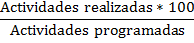 Actividades realizadas * 100
Actividades programadas